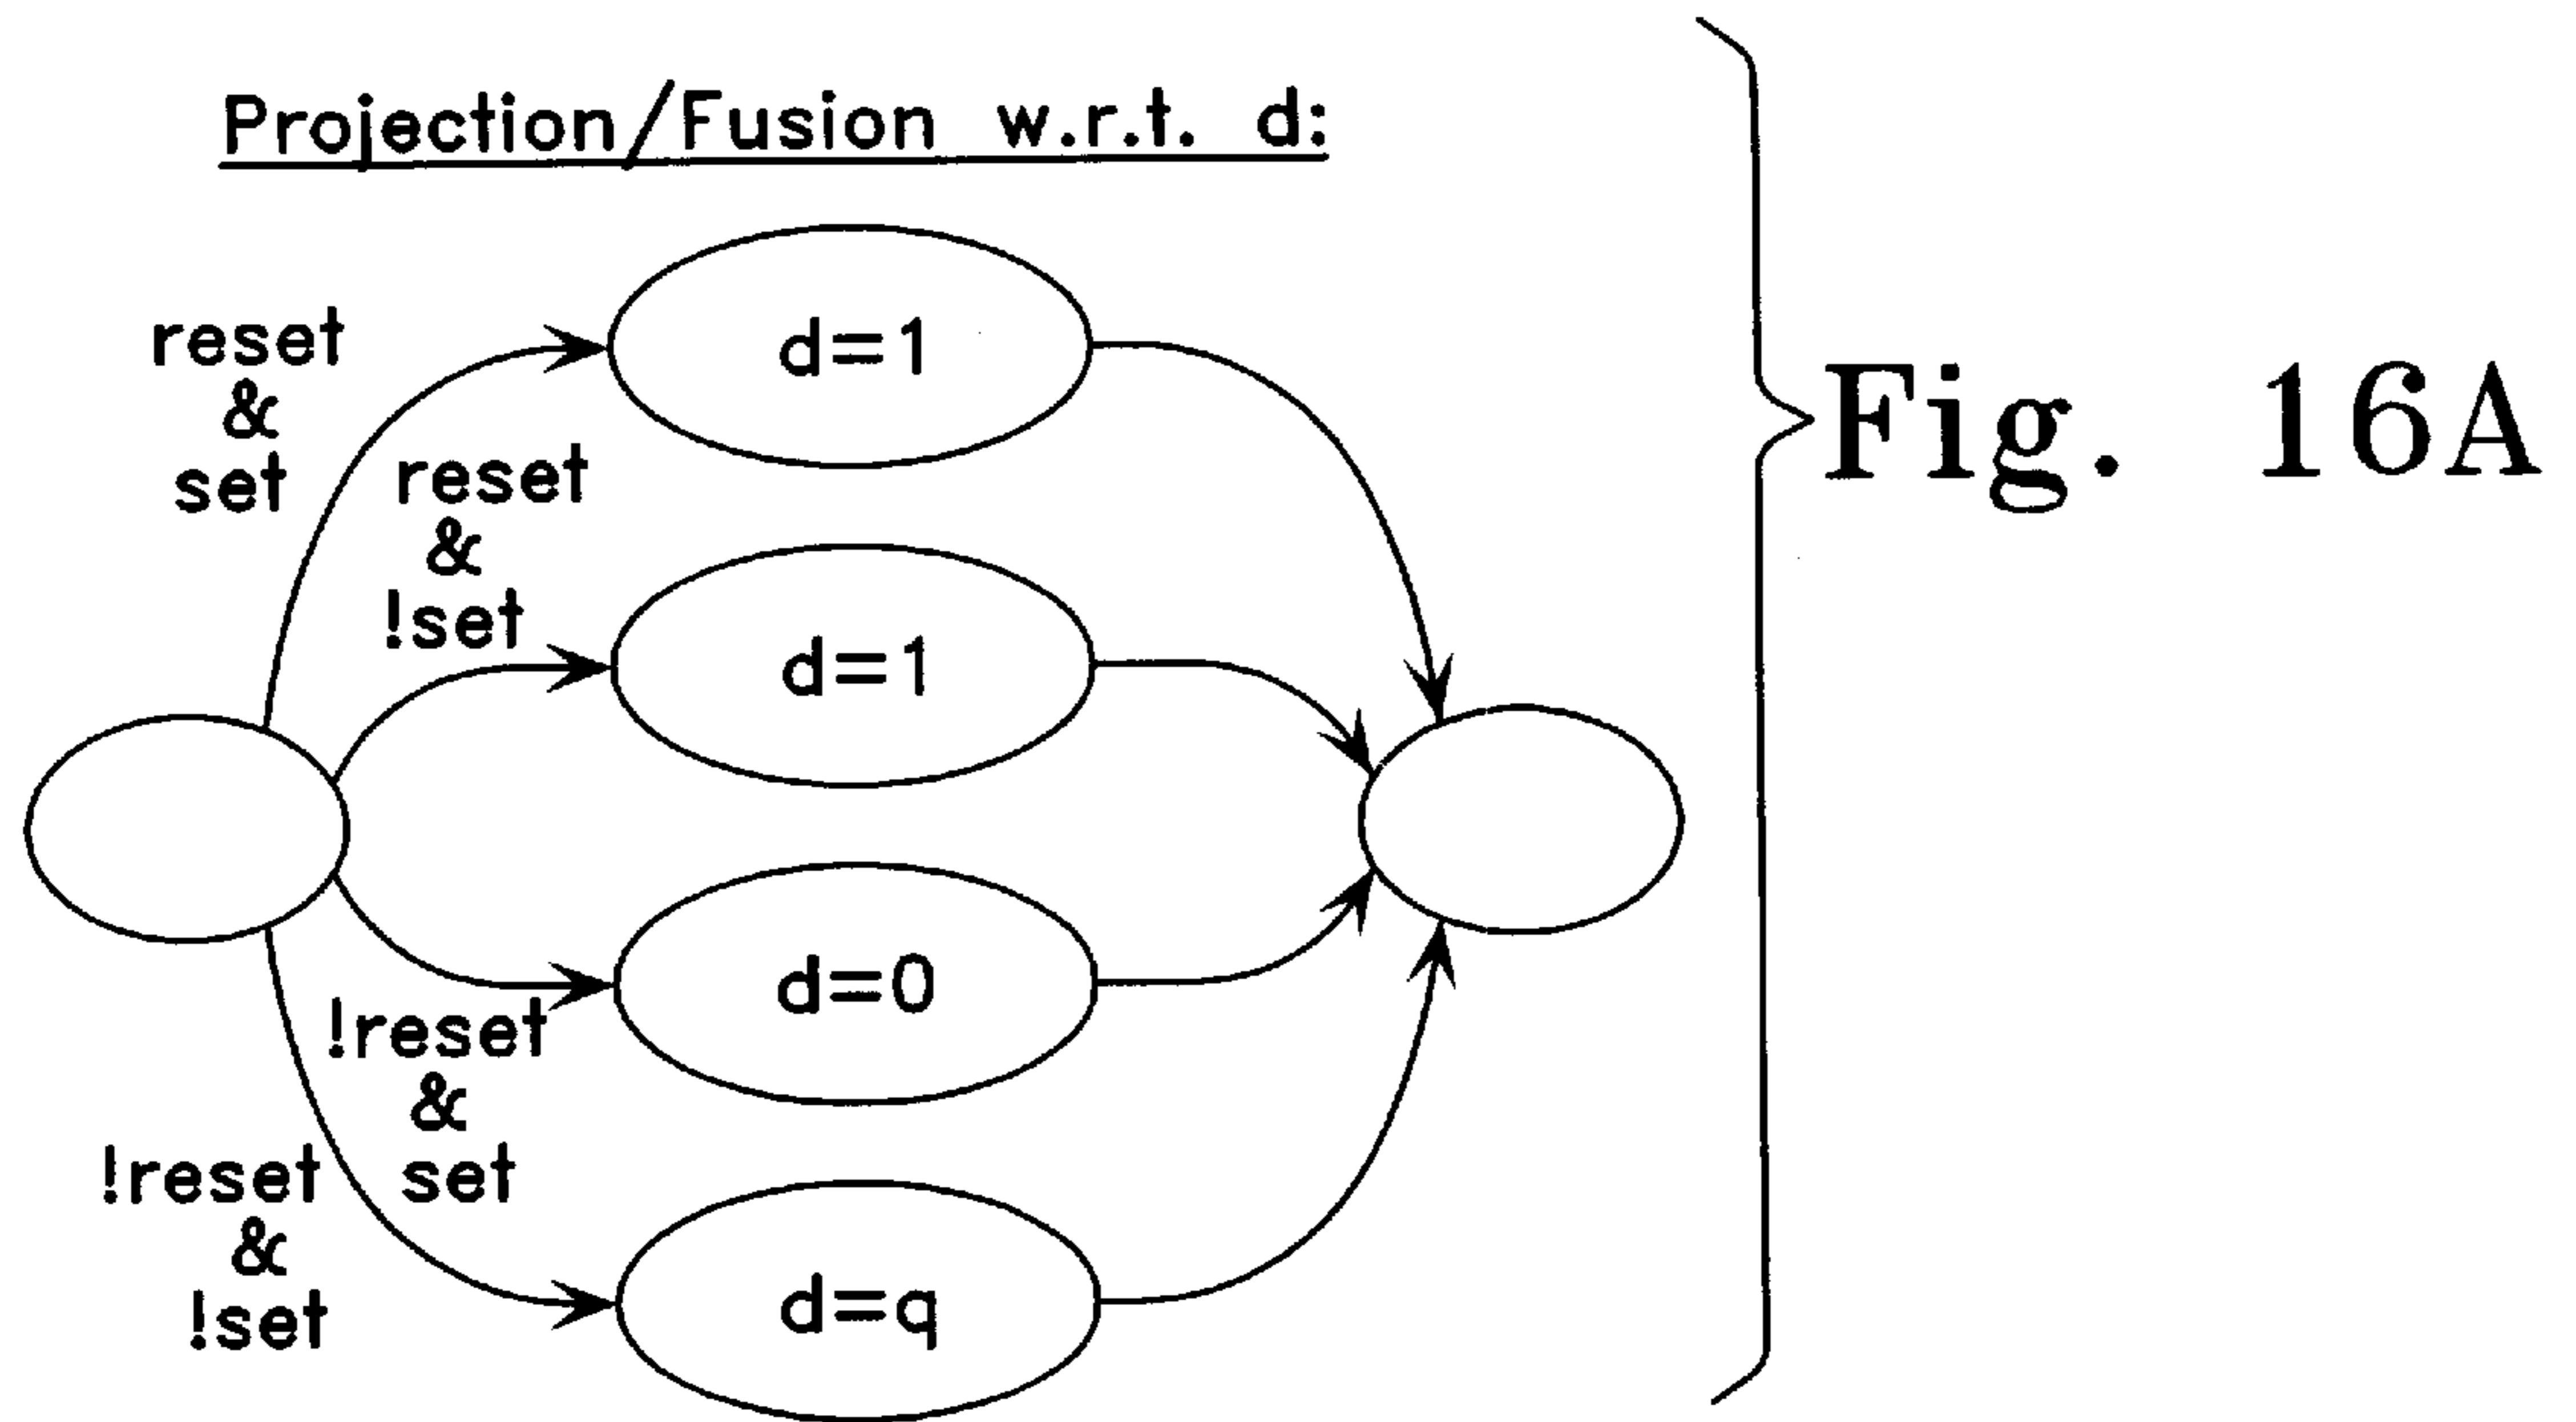 Projection/Fusion w.r.t. d:
reset
&
set
d=1
reset
&
!set
d=1
d=0
!reset
&
set
!reset
&
!set
d=q
Fig. 16A